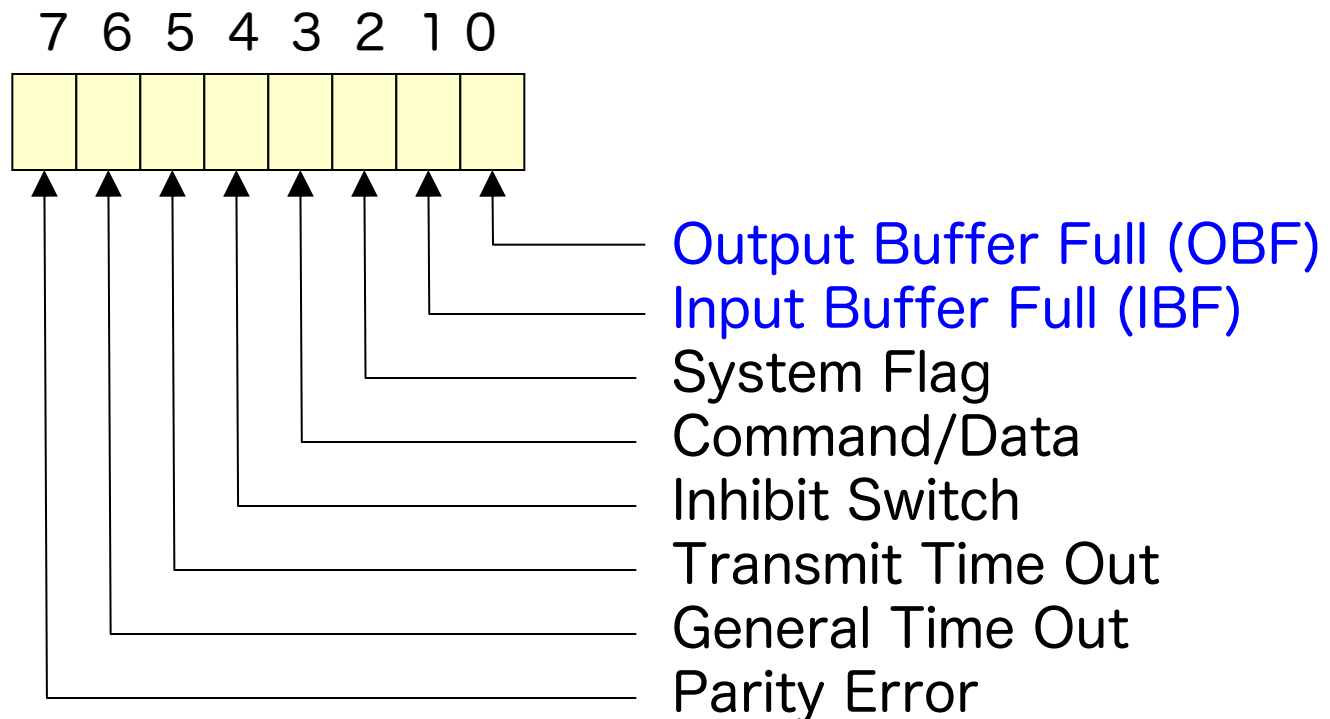 7 6 5 4 3 2 1 0
Output Buffer Full (OBF)
Input Buffer Full (IBF)
System Flag
Command/Data
Inhibit Switch
Transmit Time Out
General Time Out
Parity Error